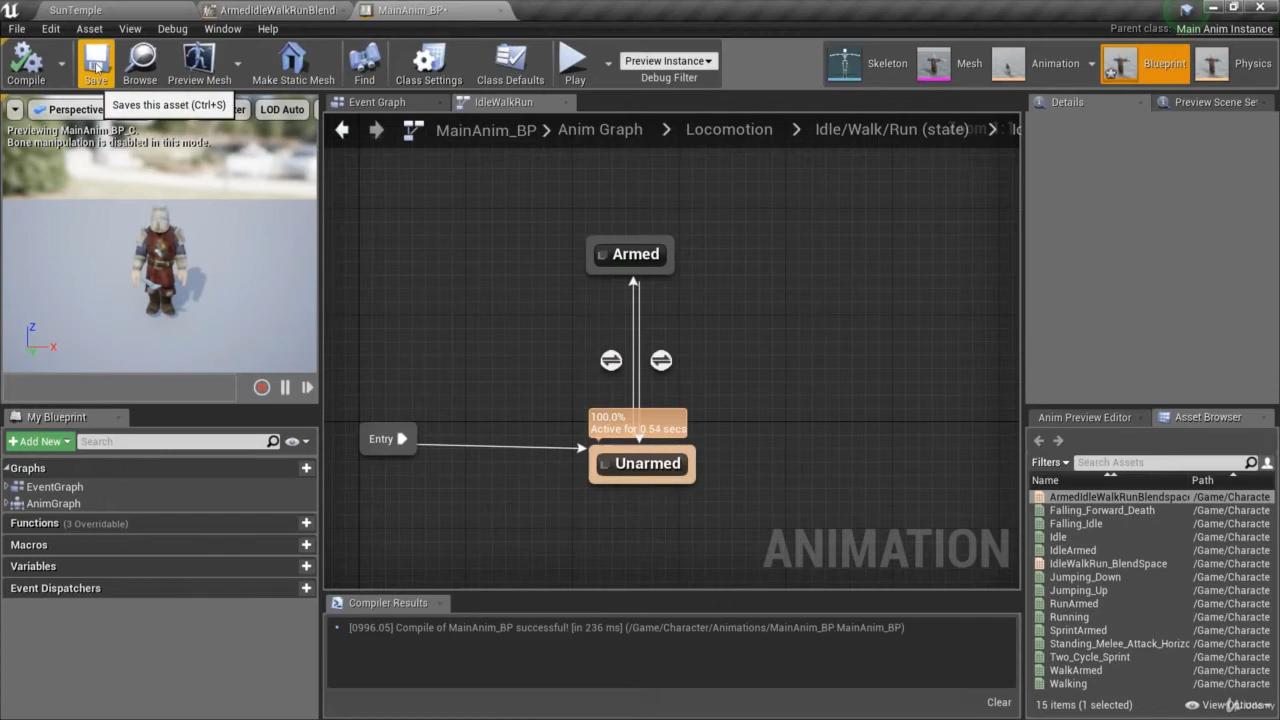 SunTemple
ArmedIdleWalkRunBlend
MainAnim_BP*
File Edit Asset View Debug Window Help
Parent class: Main Anim Instance
Compile
Save
Browse
Preview Mesh
Make Static Mesh
Find
Class Settings
Class Defaults
Play
Preview Instance
Debug Filter
Skeleton
Mesh
Animation
Blueprint
Physics
Saves this asset (Ctrl+S)
Perspective
LOD Auto
Previewing MainAnim_BP_C.
Bone manipulation is disabled in this mode.
Z
X
Y
Event Graph
IdleWalkRun
MainAnim_BP > Anim Graph > Locomotion > Idle/Walk/Run (state) >
Armed
100.0%
Active for 0.54 secs
Entry
Unarmed
ANIMATION
Details
Preview Scene Set
My Blueprint
Add New
Search
Graphs
EventGraph
AnimGraph
Functions (3 Overridable)
Macros
Variables
Event Dispatchers
Compiler Results
[0996.05] Compile of MainAnim_BP successful! [in 236 ms] (/Game/Character/Animations/MainAnim_BP.MainAnim_BP)
Clear
Anim Preview Editor
Asset Browser
Filters
Search Assets
Name Path
ArmedIdleWalkRunBlendspace /Game/Characte
Falling_Forward_Death /Game/Characte
Falling_Idle /Game/Characte
Idle /Game/Characte
IdleArmed /Game/Characte
IdleWalkRun_BlendSpace /Game/Characte
Jumping_Down /Game/Characte
Jumping_Up /Game/Characte
RunArmed /Game/Characte
Running /Game/Characte
SprintArmed /Game/Characte
Standing_Melee_Attack_Horizo /Game/Characte
Two_Cycle_Sprint /Game/Characte
WalkArmed /Game/Characte
Walking /Game/Characte
15 items (1 selected)
View Options